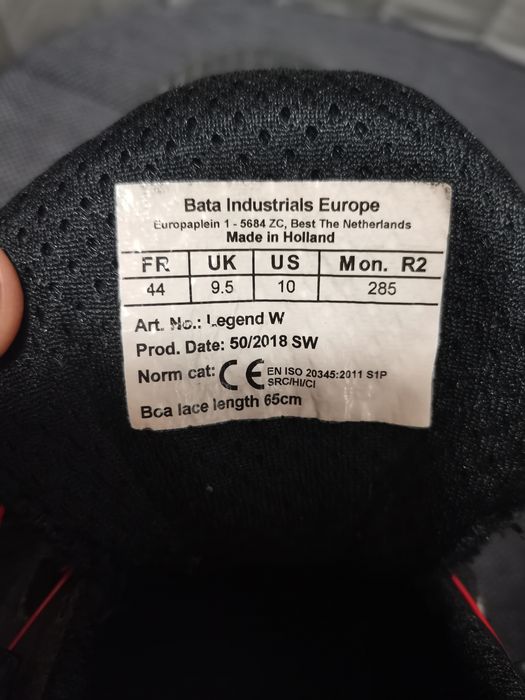 Bata Industrials Europe
Europaplein 1 - 5684 ZC, Best The Netherlands
Made in Holland
FR UK US Mon. R2
44 9.5 10 285
Art. No.: Legend W
Prod. Date: 50/2018 SW
Norm cat: CE EN ISO 20345:2011 S1P
SRC/HI/CI
Boa lace length 65cm